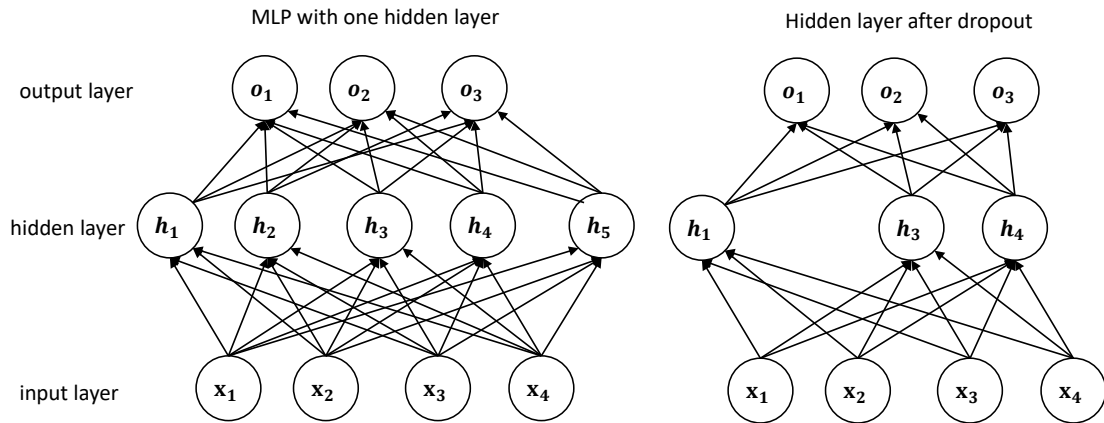 MLP with one hidden layer
Hidden layer after dropout
output layer
o₁ o₂ o₃
o₁ o₂ o₃
hidden layer
h₁ h₂ h₃ h₄ h₅
h₁ h₃ h₄
input layer
x₁ x₂ x₃ x₄
x₁ x₂ x₃ x₄